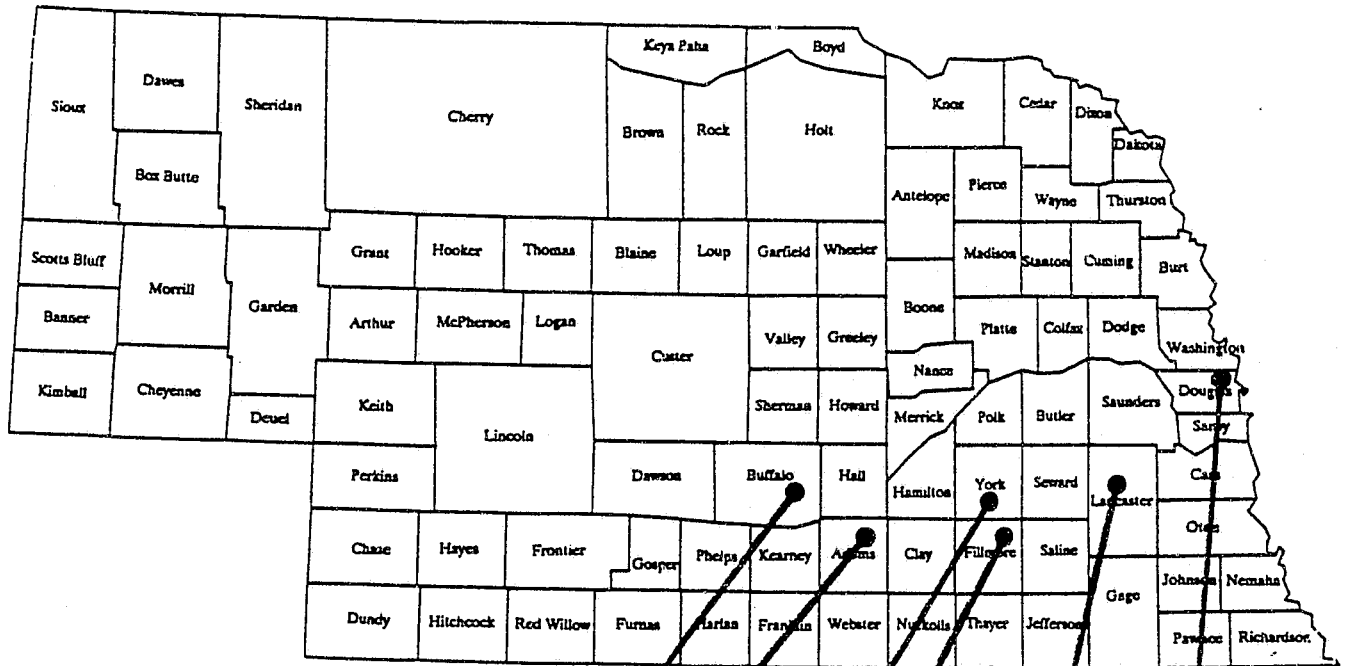 Keya Paha
Boyd
Dawes
Sioux
Sheridan
Cherry
Knox
Cedar
Dixon
Brown
Rock
Holt
Dakota
Box Butte
Pierce
Antelope
Wayne
Thurston
Scotts Bluff
Grant
Hooker
Thomas
Blaine
Loup
Garfield
Wheeler
Madison
Stanton
Cuming
Burt
Morrill
Garden
Banner
Arthur
McPherson
Logan
Custer
Valley
Greeley
Boone
Platte
Colfax
Dodge
Washington
Kimball
Cheyenne
Nance
Keith
Sherman
Howard
Merrick
Polk
Butler
Saunders
Douglas
Deuel
Lincoln
Sarpy
Perkins
Dawson
Buffalo
Hall
Hamilton
York
Seward
Lancaster
Cass
Otoe
Chase
Hayes
Frontier
Gosper
Phelps
Kearney
Adams
Clay
Fillmore
Saline
Gage
Johnson
Nemaha
Dundy
Hitchcock
Red Willow
Furnas
Harlan
Franklin
Webster
Nuckolls
Thayer
Jefferson
Pawnee
Richardson